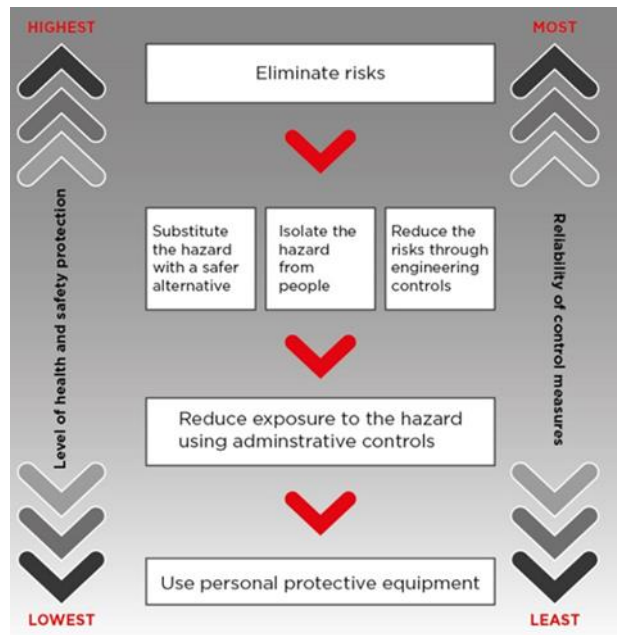 HIGHEST
MOST
Eliminate risks
Substitute
the hazard
with a safer
alternative
Isolate the
hazard
from
people
Reduce the
risks through
engineering
controls
Level of health and safety protection
Reliability of control measures
Reduce exposure to the hazard
using adminstrative controls
Use personal protective equipment
LOWEST
LEAST